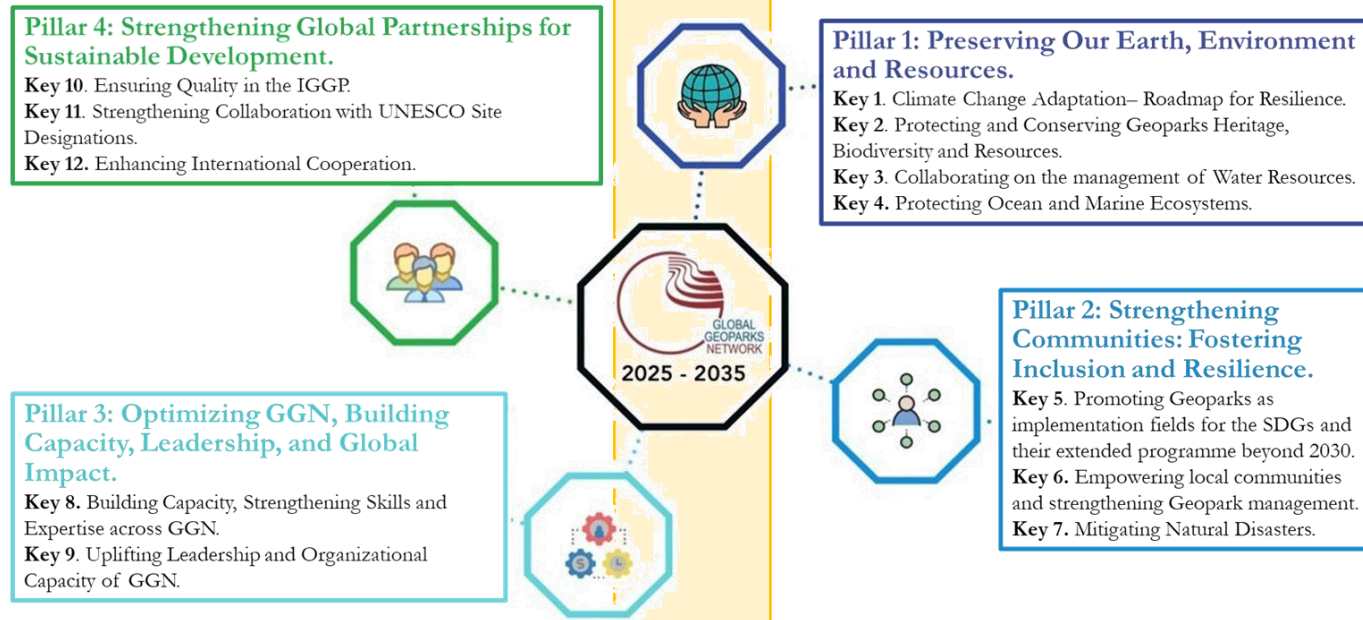 Pillar 4: Strengthening Global Partnerships for
Sustainable Development.
Key 10. Ensuring Quality in the IGGP.
Key 11. Strengthening Collaboration with UNESCO Site
Designations.
Key 12. Enhancing International Cooperation.
Pillar 1: Preserving Our Earth, Environment
and Resources.
Key 1. Climate Change Adaptation– Roadmap for Resilience.
Key 2. Protecting and Conserving Geoparks Heritage,
Biodiversity and Resources.
Key 3. Collaborating on the management of Water Resources.
Key 4. Protecting Ocean and Marine Ecosystems.
GLOBAL
GEOPARKS
NETWORK
2025 - 2035
Pillar 2: Strengthening
Communities: Fostering
Inclusion and Resilience.
Key 5. Promoting Geoparks as
implementation fields for the SDGs and
their extended programme beyond 2030.
Key 6. Empowering local communities
and strengthening Geopark management.
Key 7. Mitigating Natural Disasters.
Pillar 3: Optimizing GGN, Building
Capacity, Leadership, and Global
Impact.
Key 8. Building Capacity, Strengthening Skills and
Expertise across GGN.
Key 9. Uplifting Leadership and Organizational
Capacity of GGN.
S